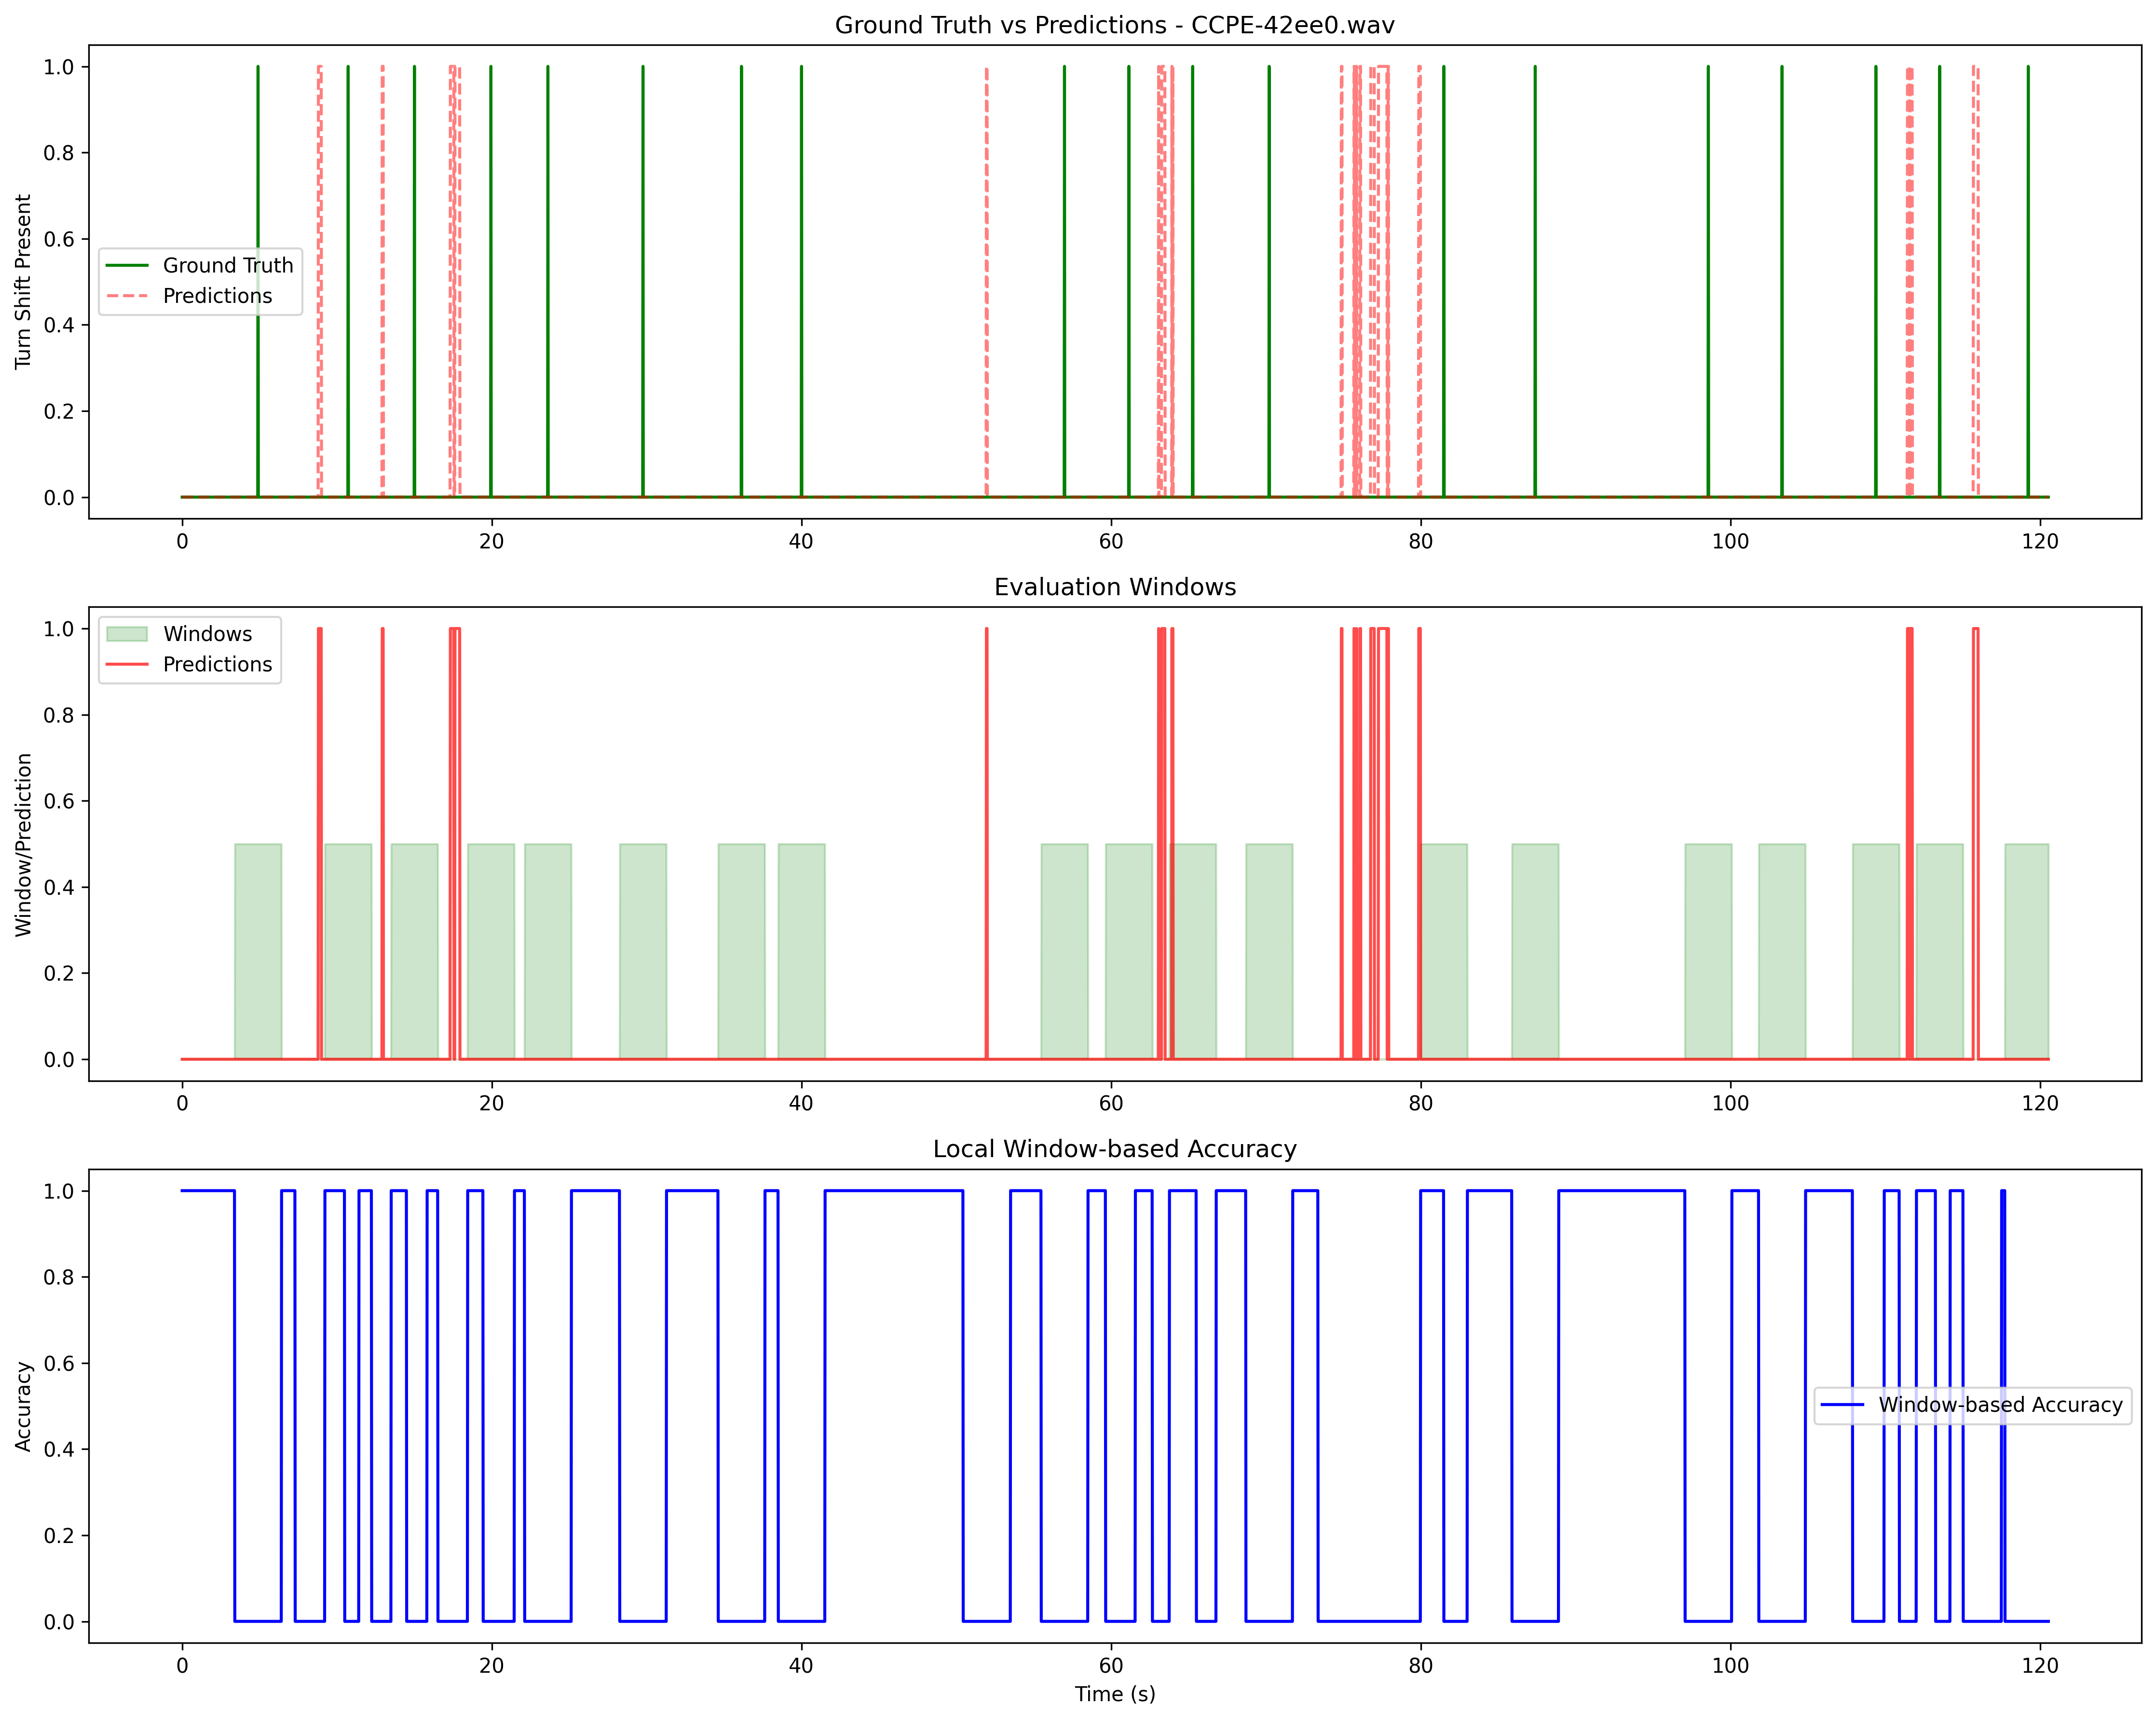 Ground Truth vs Predictions - CCPE-42ee0.wav
Turn Shift Present
1.0
0.8
0.6
0.4
0.2
0.0
Ground Truth
Predictions
0 20 40 60 80 100 120
Evaluation Windows
Window/Prediction
1.0
0.8
0.6
0.4
0.2
0.0
Windows
Predictions
0 20 40 60 80 100 120
Local Window-based Accuracy
Accuracy
1.0
0.8
0.6
0.4
0.2
0.0
Window-based Accuracy
0 20 40 60 80 100 120
Time (s)